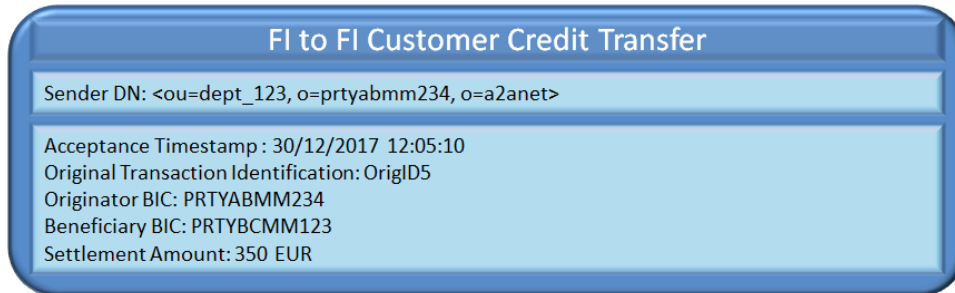 FI to FI Customer Credit Transfer
Sender DN: <ou=dept_123, o=prtyabmm234, o=a2anet>
Acceptance Timestamp : 30/12/2017 12:05:10
Original Transaction Identification: OrigID5
Originator BIC: PRTYABMM234
Beneficiary BIC: PRTYBCMM123
Settlement Amount: 350 EUR